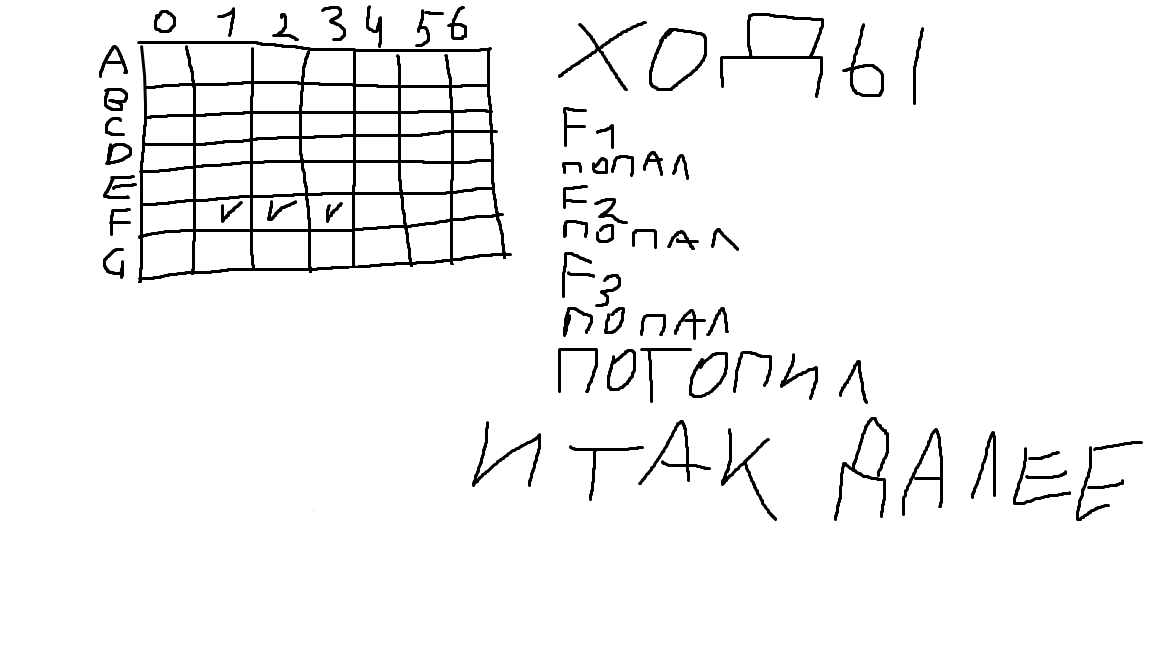 0 1 2 3 4 5 6
A
B
C
D
E
F
G
ХОДЫ
F1
ПОПАЛ
F2
ПОПАЛ
F3
ПОПАЛ
ПОТОПИЛ
И ТАК ДАЛЕЕ